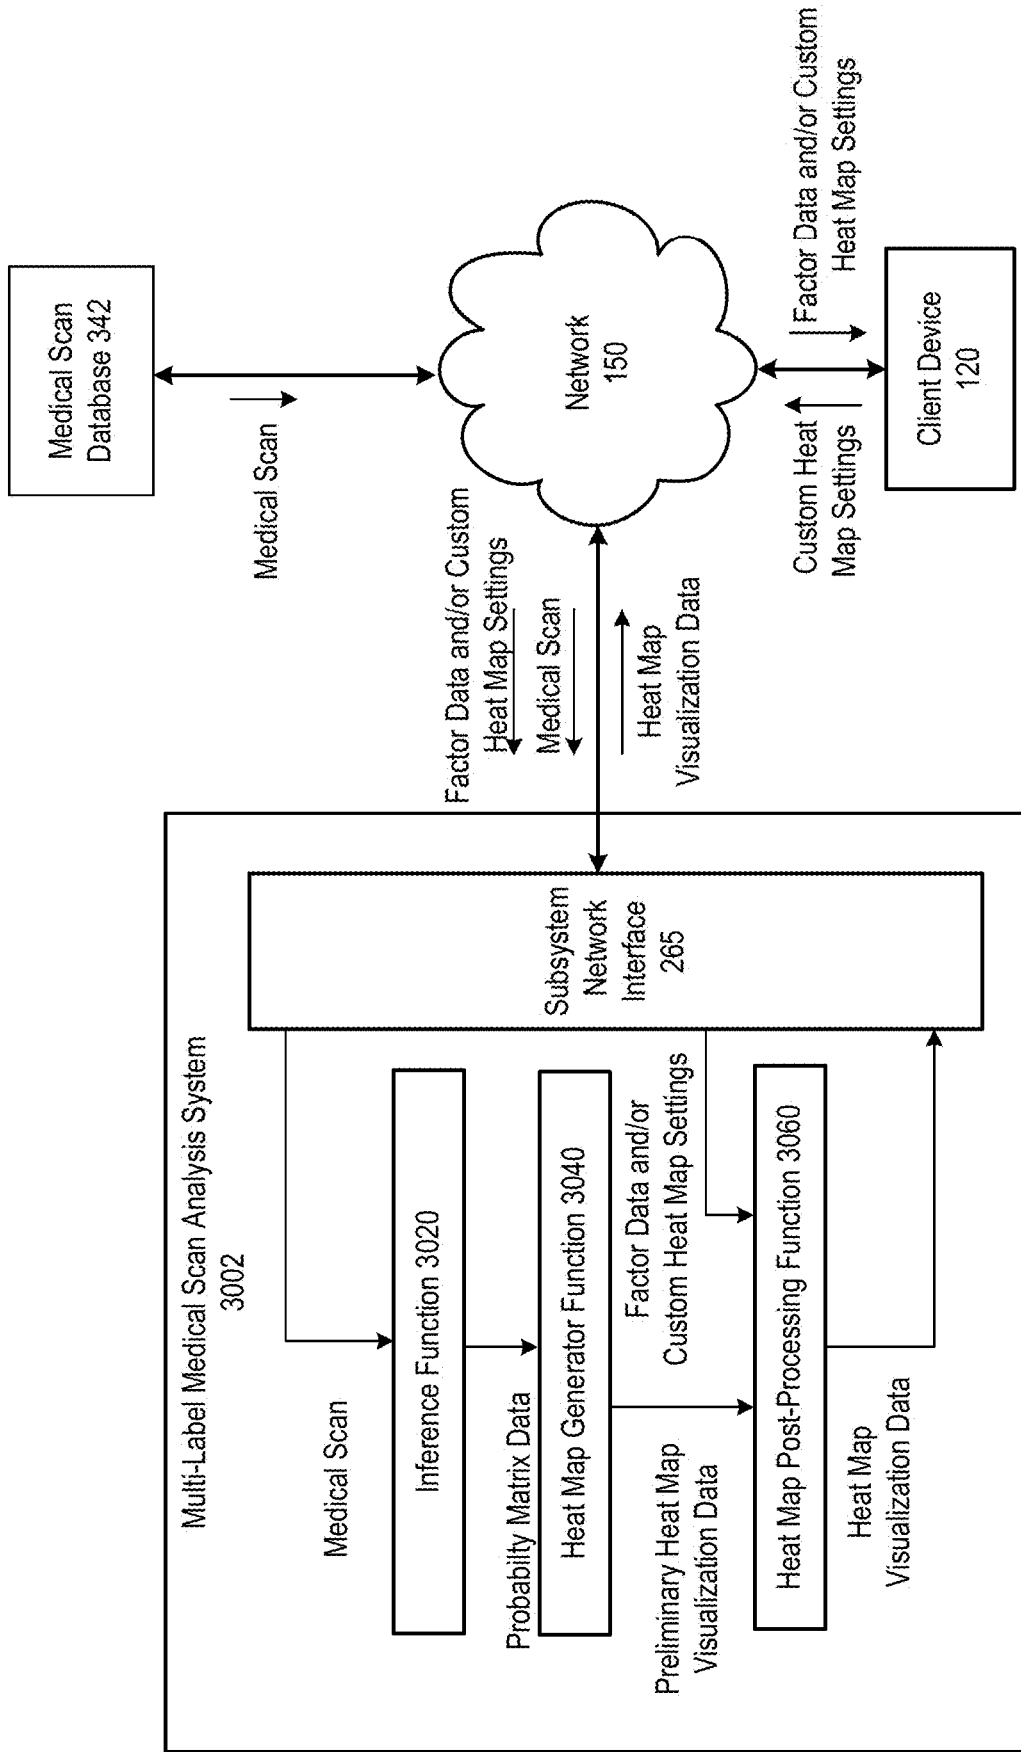 Multi-Label Medical Scan Analysis System
3002
Medical Scan
Inference Function 3020
Probabilty Matrix Data
Heat Map Generator Function 3040
Preliminary Heat Map
Visualization Data
Factor Data and/or
Custom Heat Map Settings
Heat Map Post-Processing Function 3060
Heat Map
Visualization Data
Subsystem
Network
Interface
265
Factor Data and/or Custom
Heat Map Settings
Medical Scan
Heat Map
Visualization Data
Medical Scan
Database 342
Medical Scan
Network
150
Custom Heat
Map Settings
Factor Data and/or Custom
Heat Map Settings
Client Device
120